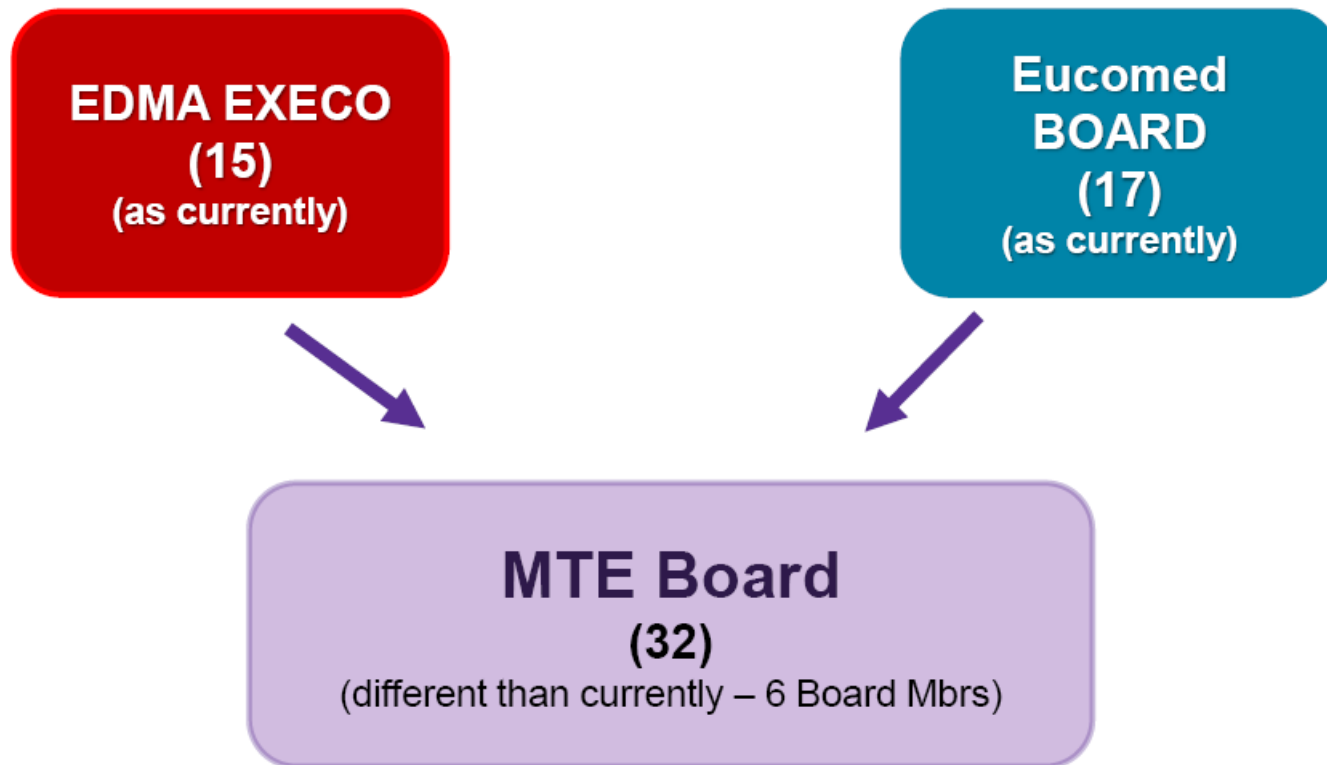 EDMA EXECO
(15)
(as currently)
Eucomed
BOARD
(17)
(as currently)
MTE Board
(32)
(different than currently – 6 Board Mbrs)